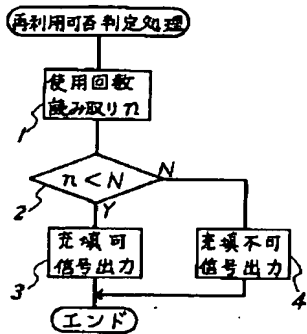 再利用可否判定処理
使用回数
読み取りn
1
n<N
N
2
Y
充填可
信号出力
3
充填不可
信号出力
4
エンド